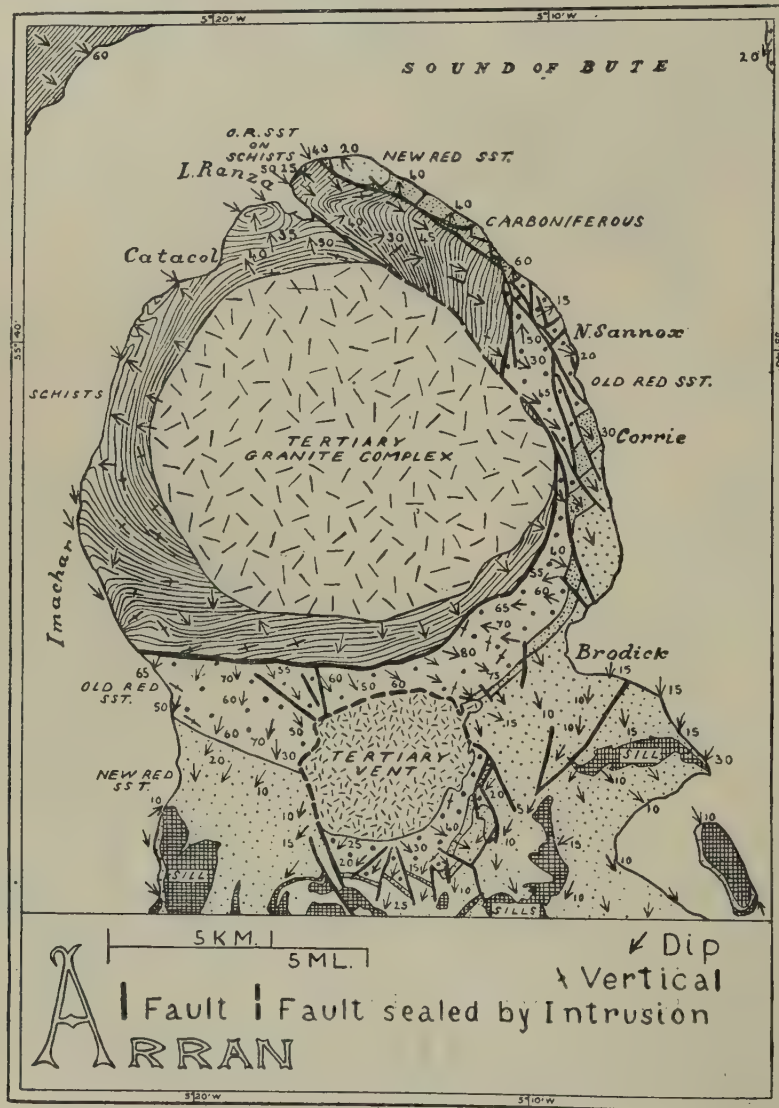 5°20'W
5°10'W
60
20
SOUND OF BUTE
O.R.SST
ON
SCHISTS
40 20
NEW RED SST.
L. Ranza
50 25
40
40
CARBONIFEROUS
40
30
45
35
30
Catacol
40
60
15
55°40'
N. Sannox
50
20
30
OLD RED SST.
SCHISTS
65
30
Corrie
TERTIARY
GRANITE COMPLEX
Imachar
40
55
60
65
70
80
Brodick
65
70
55
60
50
60
75
15
15
OLD RED
SST.
50
60
50
15
10
10
15
60
70
30
20
TERTIARY
VENT
SILL
30
NEW RED
SST.
10
10
10
20
10
10
15
40
10
15
10
25
30
20
15
SILL
10
10
25
SILLS
5 KM.
5 ML.
Dip
Vertical
Fault
Fault sealed by Intrusion
ARRAN
5°20'W
5°10'W